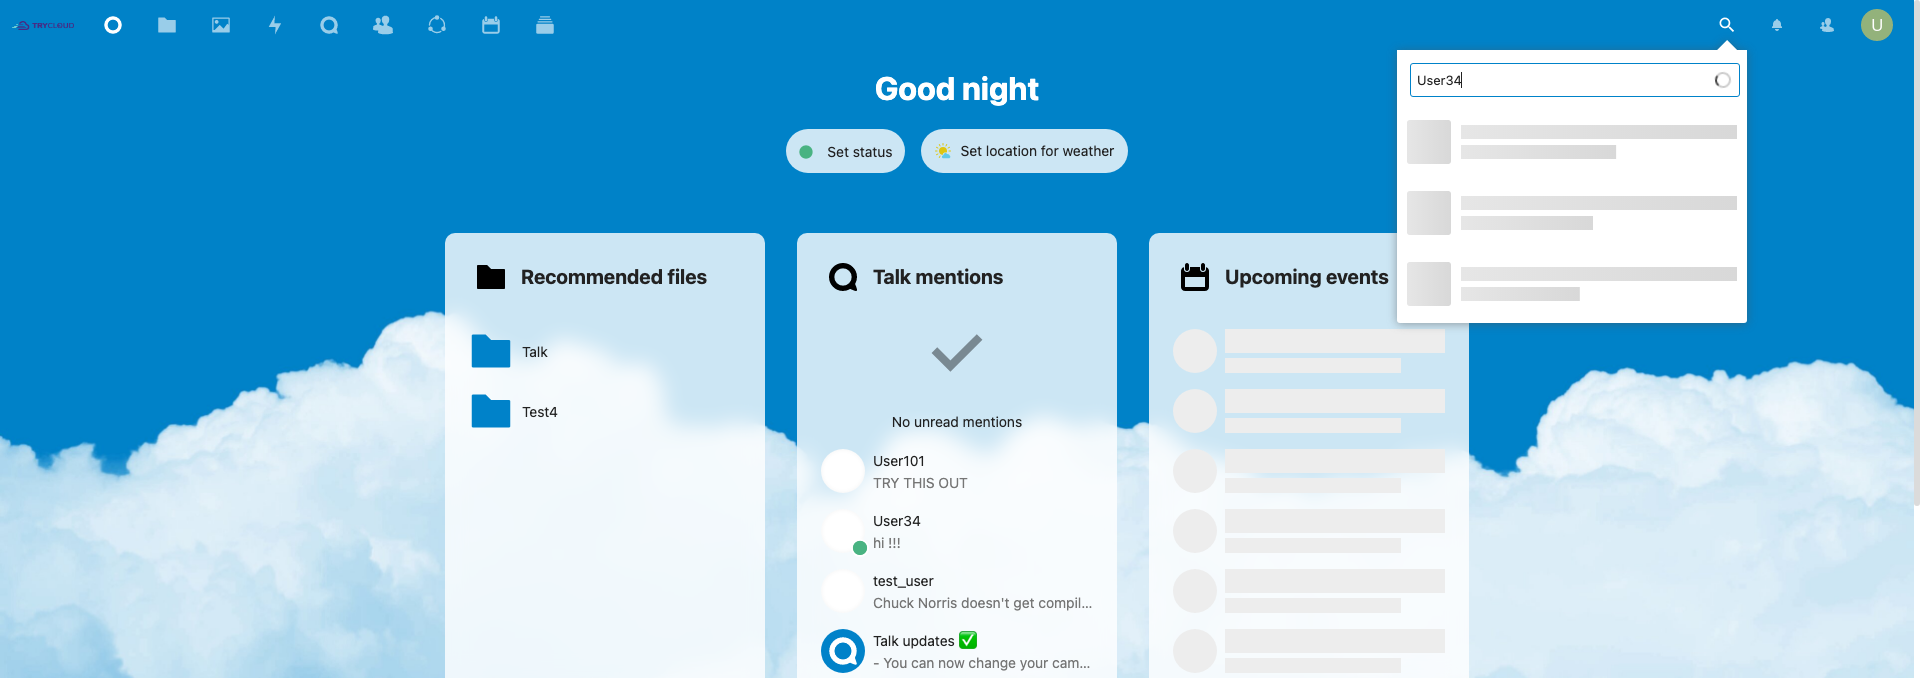 TRYCLOUD
U
User34
Good night
Set status
Set location for weather
Recommended files
Talk
Test4
Talk mentions
No unread mentions
User101
TRY THIS OUT
User34
hi !!!
test_user
Chuck Norris doesn't get compil...
Talk updates ✅
- You can now change your cam...
Upcoming events